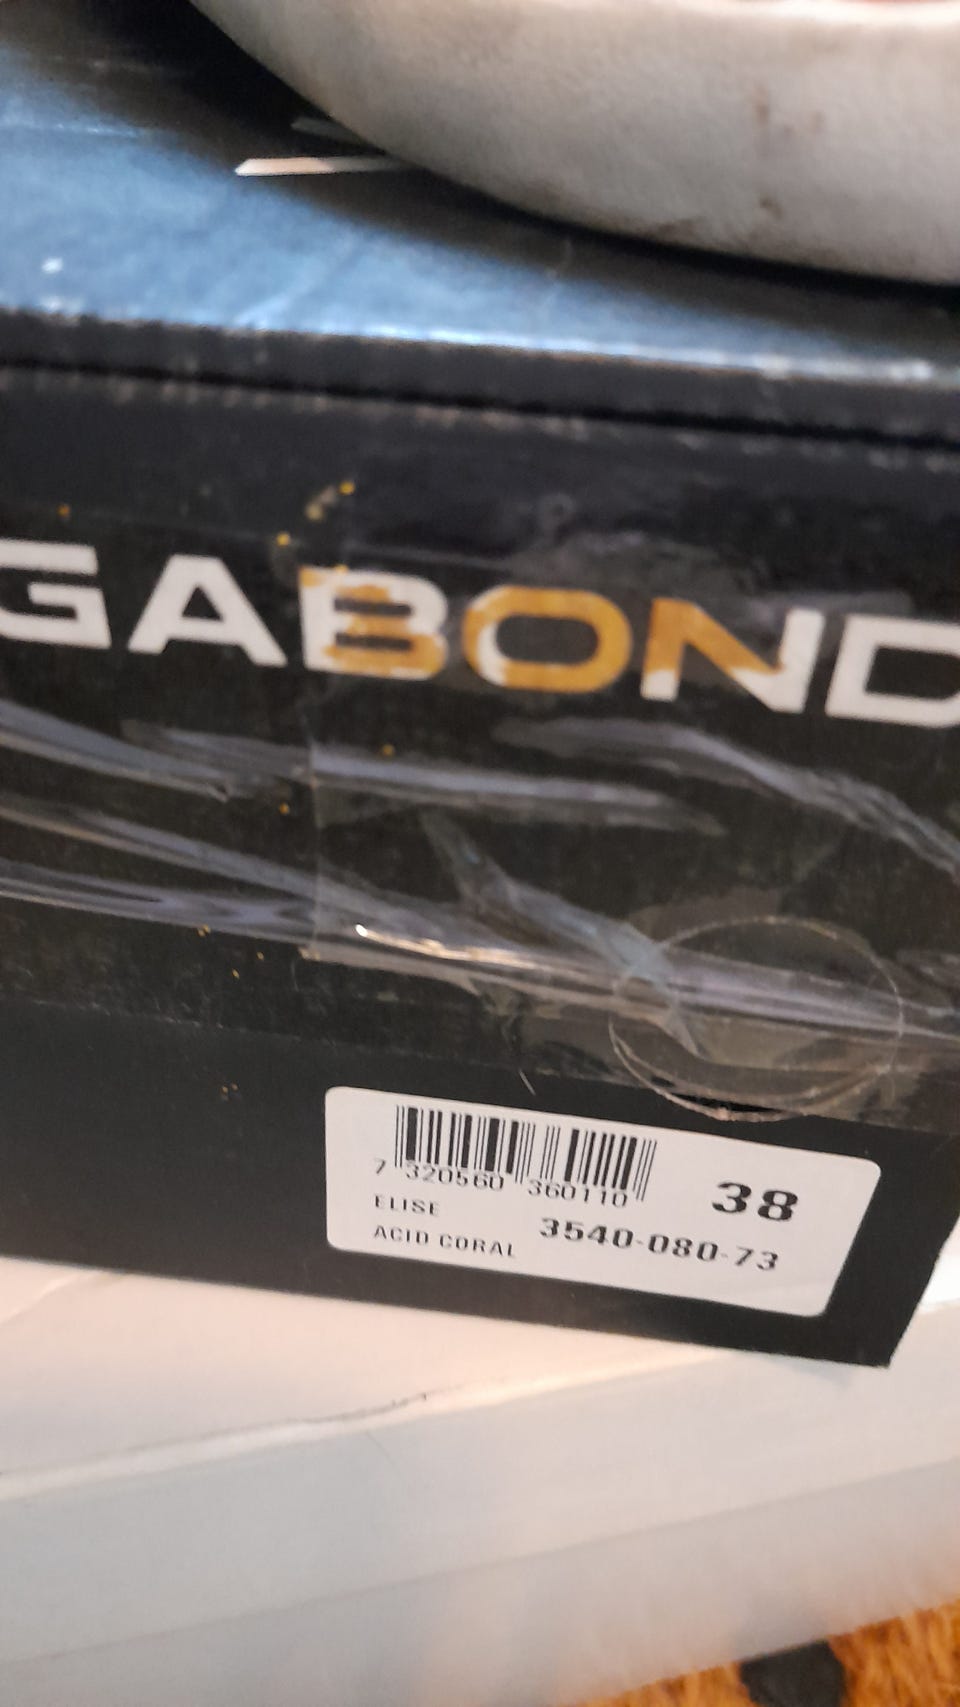 GABOND
7 320560 360110
38
ELISE
3540-080-73
ACID CORAL